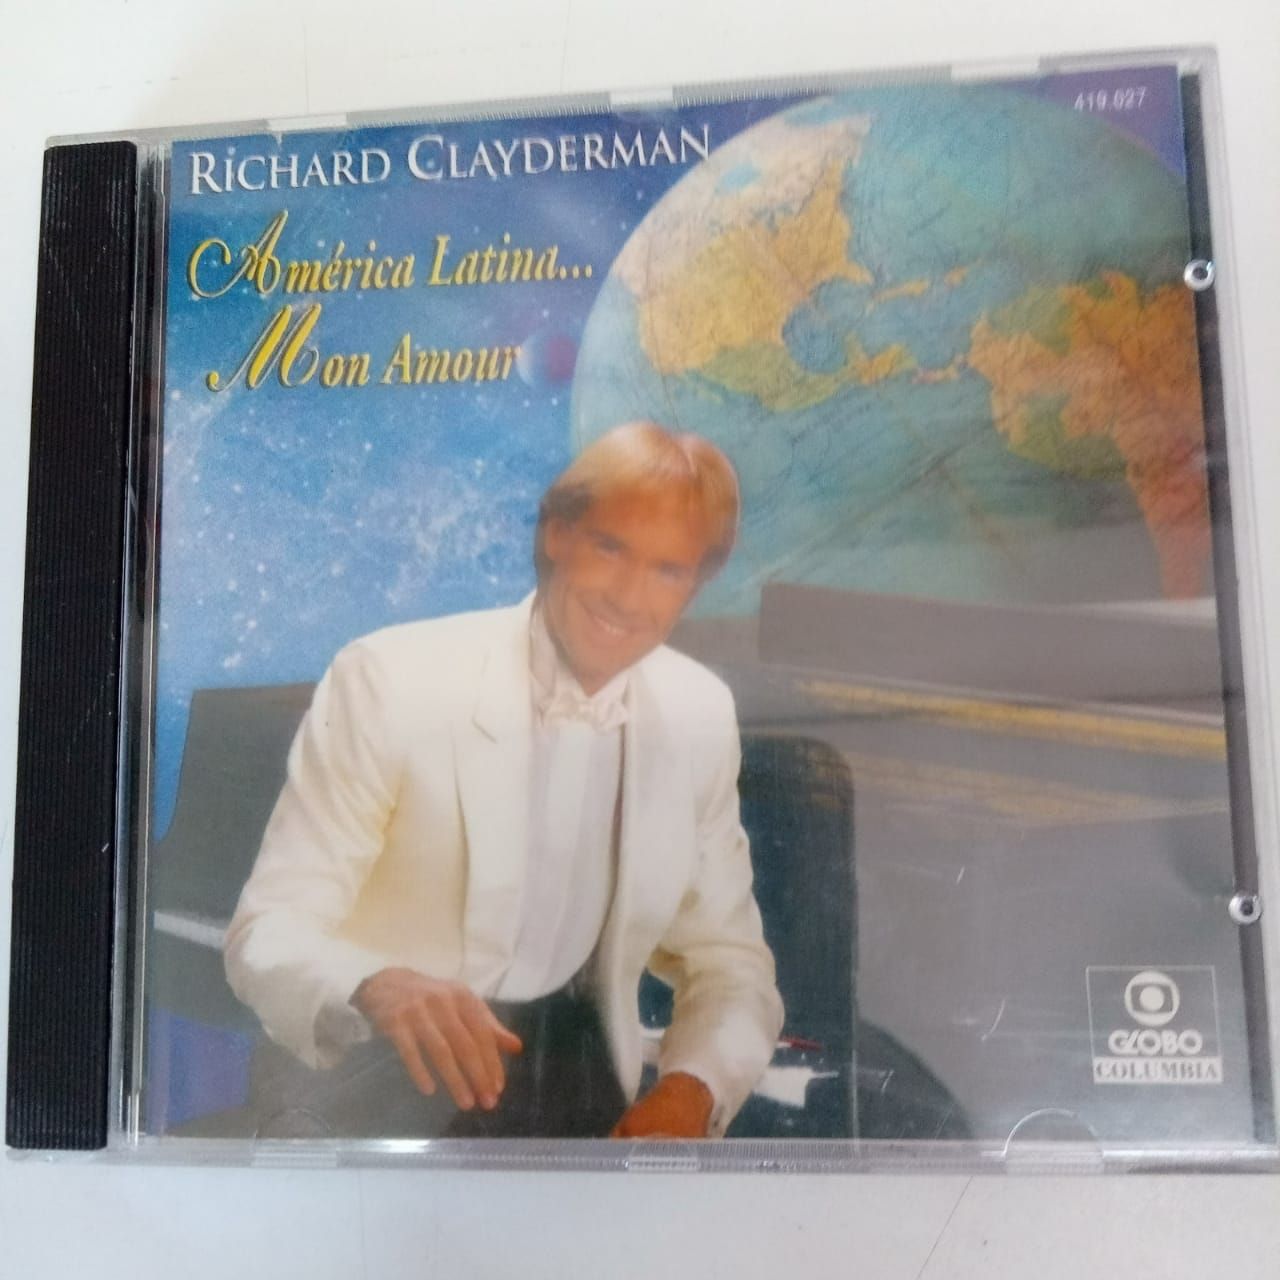 419.027
RICHARD CLAYDERMAN
América Latina...
Mon Amour
GLOBO
COLUMBIA